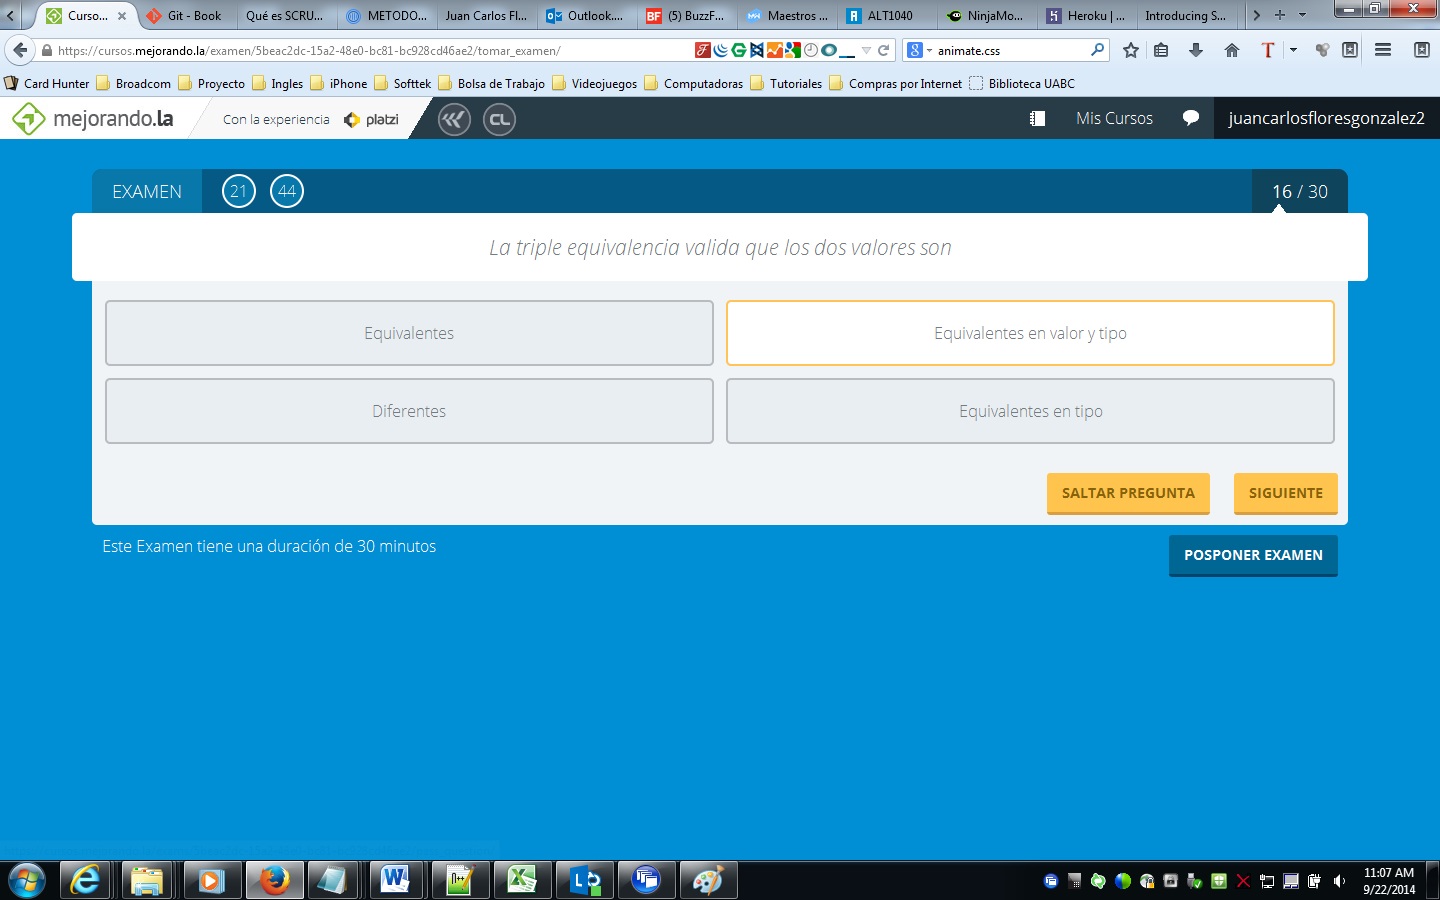 Curso...
Git - Book
Qué es SCRU...
METODO...
Juan Carlos Fl...
Outlook....
(5) BuzzF...
Maestros ...
ALT1040
NinjaMo...
Heroku | ...
Introducing S...
https://cursos.mejorando.la/examen/5beac2dc-15a2-48e0-bc81-bc928cd46ae2/tomar_examen/
animate.css
Card Hunter
Broadcom
Proyecto
Ingles
iPhone
Softtek
Bolsa de Trabajo
Videojuegos
Computadoras
Tutoriales
Compras por Internet
Biblioteca UABC
mejorando.la
Con la experiencia
platzi
CL
Mis Cursos
juancarlosfloresgonzalez2
EXAMEN
21
44
16 / 30
La triple equivalencia valida que los dos valores son
Equivalentes
Equivalentes en valor y tipo
Diferentes
Equivalentes en tipo
SALTAR PREGUNTA
SIGUIENTE
Este Examen tiene una duración de 30 minutos
POSPONER EXAMEN
11:07 AM
9/22/2014